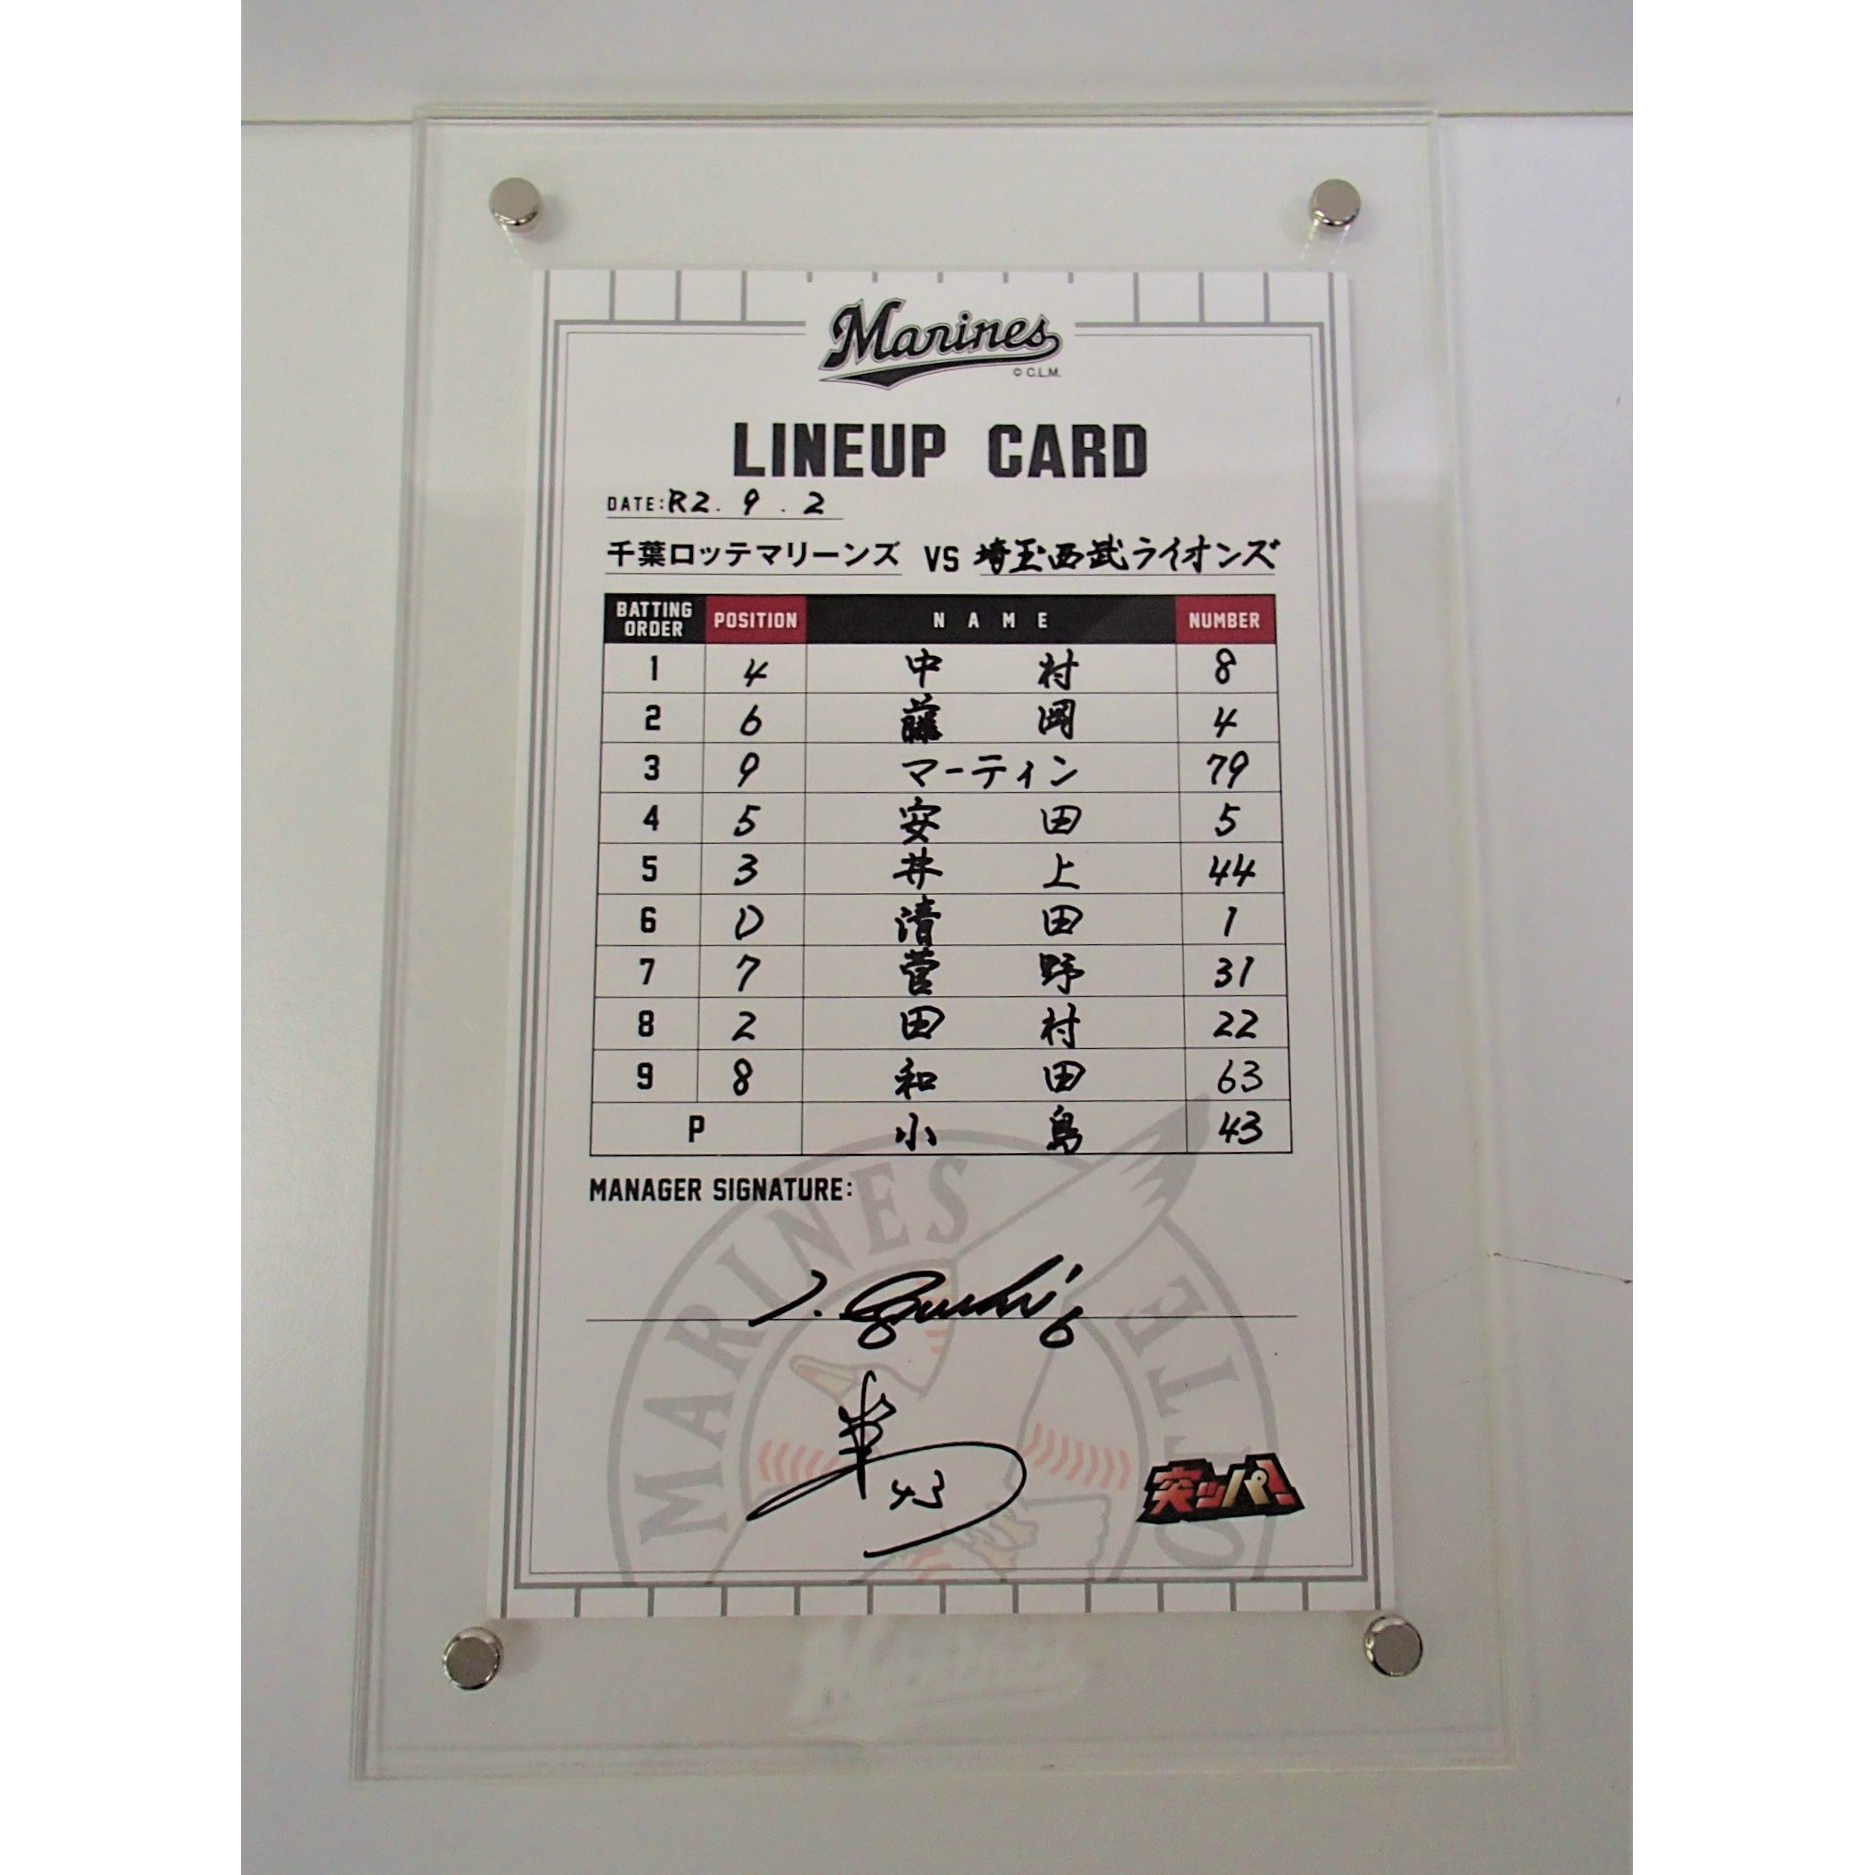 Marines
© C.L.M.
LINEUP CARD
DATE: R2. 9. 2
千葉ロッテマリーンズ VS 埼玉西武ライオンズ
BATTING ORDER POSITION NAME NUMBER
1 4 中村 8
2 6 藤岡 4
3 9 マーティン 79
4 5 安田 5
5 3 井上 44
6 D 清田 1
7 7 菅野 31
8 2 田村 22
9 8 和田 63
P 小島 43
MANAGER SIGNATURE:
MARINES
LOTTE
43
突ッパ!
Marines